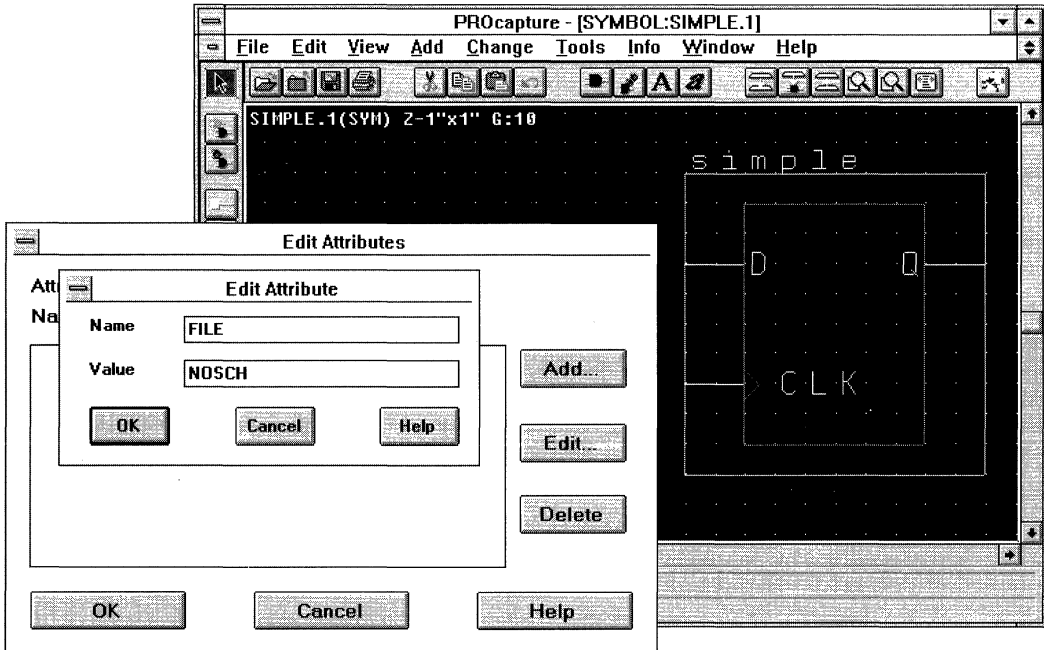 PROcapture - [SYMBOL:SIMPLE.1]
File Edit View Add Change Tools Info Window Help
SIMPLE.1(SYM) Z-1"x1" G:10
simple
D Q
CLK
Edit Attributes
Edit Attribute
Name FILE
Value NOSCH
OK Cancel Help
Add...
Edit...
Delete
OK Cancel Help